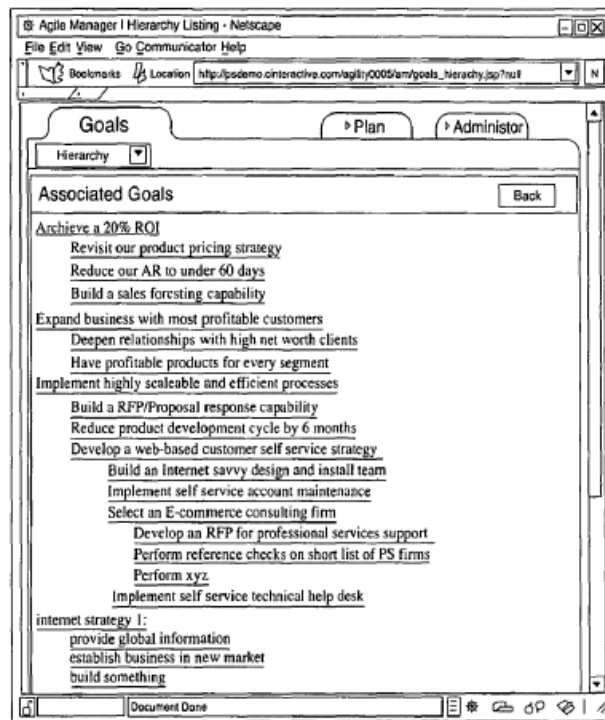 Agile Manager | Hierarchy Listing - Netscape
File Edit View Go Communicator Help
Bookmarks Location http://psdemo.cinteractive.com/agility0005/am/goals_hierachy.jsp?null N
Goals Plan Administor
Hierarchy
Associated Goals Back
Archieve a 20% ROI
Revisit our product pricing strategy
Reduce our AR to under 60 days
Build a sales foresting capability
Expand business with most profitable customers
Deepen relationships with high net worth clients
Have profitable products for every segment
Implement highly scaleable and efficient processes
Build a RFP/Proposal response capability
Reduce product development cycle by 6 months
Develop a web-based customer self service strategy
Build an Internet savvy design and install team
Implement self service account maintenance
Select an E-commerce consulting firm
Develop an RFP for professional services support
Perform reference checks on short list of PS firms
Perform xyz
Implement self service technical help desk
internet strategy 1:
provide global information
establish business in new market
build something
Document Done